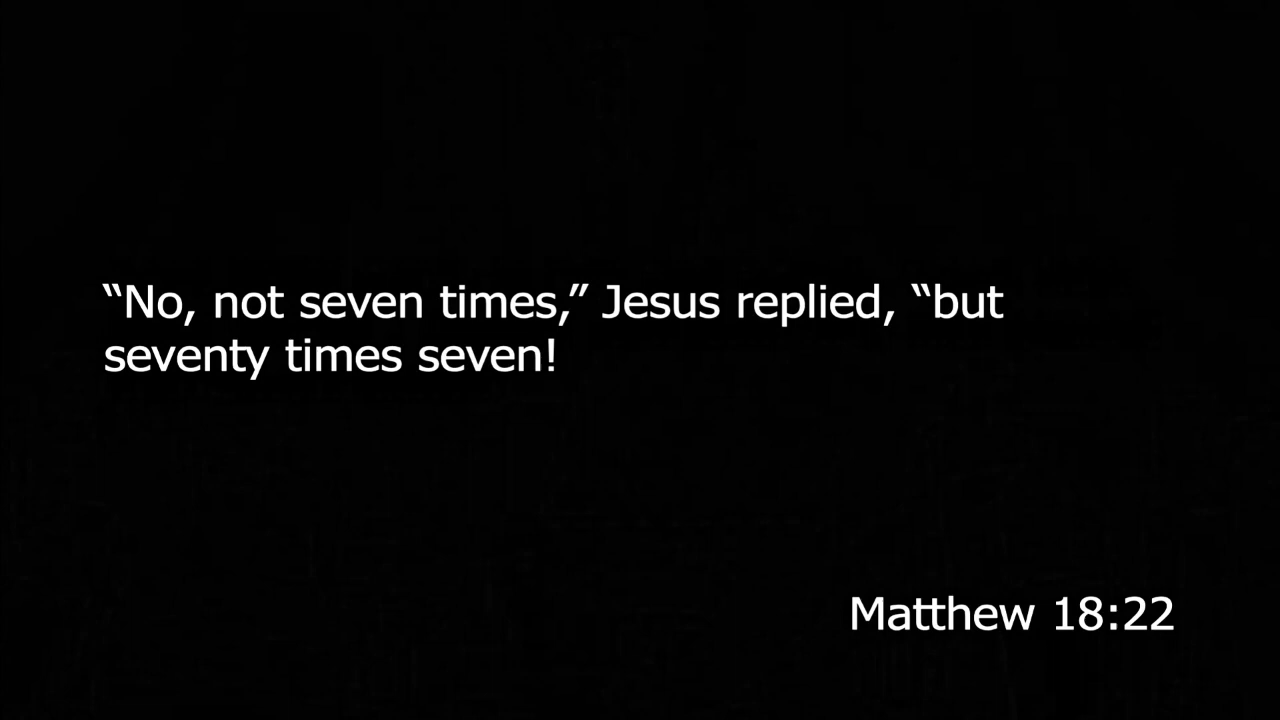 “No, not seven times,” Jesus replied, “but
seventy times seven!
Matthew 18:22